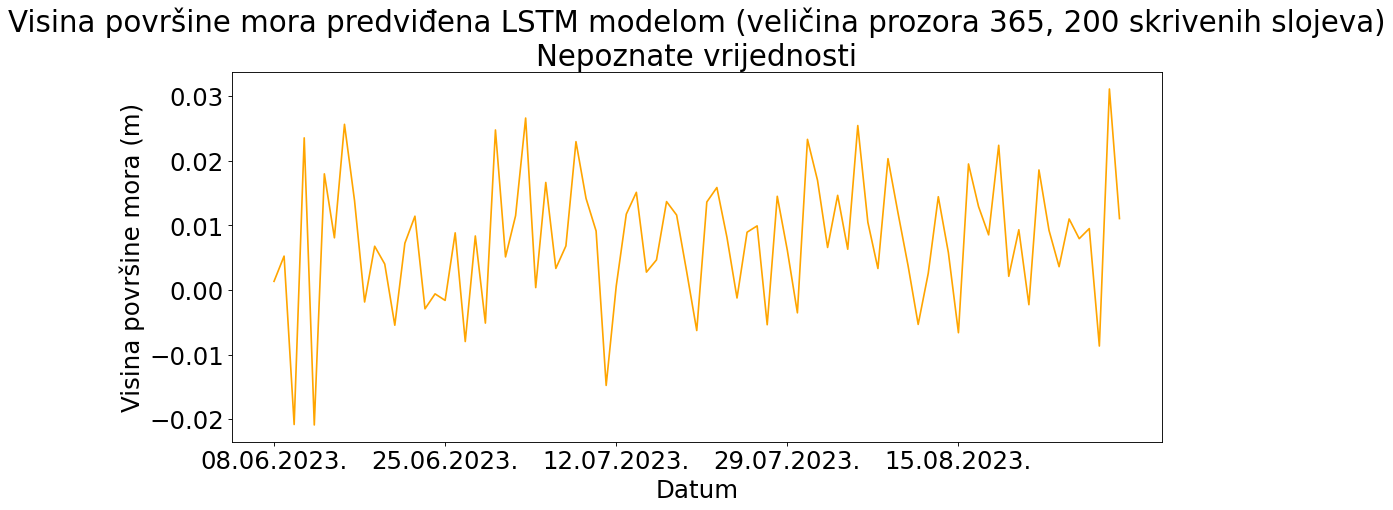 Visina površine mora predviđena LSTM modelom (veličina prozora 365, 200 skrivenih slojeva)
Nepoznate vrijednosti
Visina površine mora (m)
0.03
0.02
0.01
0.00
−0.01
−0.02
08.06.2023. 25.06.2023. 12.07.2023. 29.07.2023. 15.08.2023.
Datum